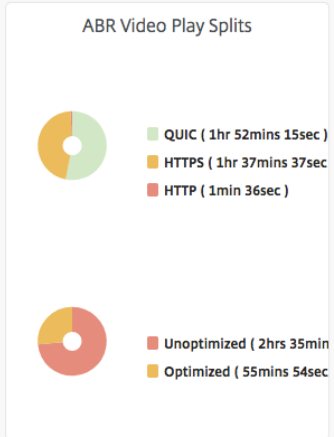 ABR Video Play Splits
QUIC ( 1hr 52mins 15sec )
HTTPS ( 1hr 37mins 37sec
HTTP ( 1min 36sec )
Unoptimized ( 2hrs 35min
Optimized ( 55mins 54sec